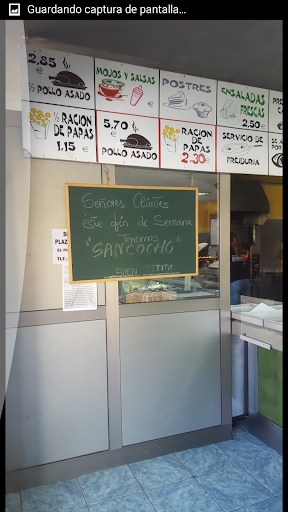 Guardando captura de pantalla...
2,85
½ POLLO ASADO
MOJOS Y SALSAS
POSTRES
ENSALADAS
FRESCAS
2,50
½ RACION
DE PAPAS
1,15
5,70
POLLO ASADO
RACION
DE
PAPAS
2,30
SERVICIO DE
FREIDURIA
SE
Señores Clientes
este fin de Semana
Tenemos
"SANCOCHO"